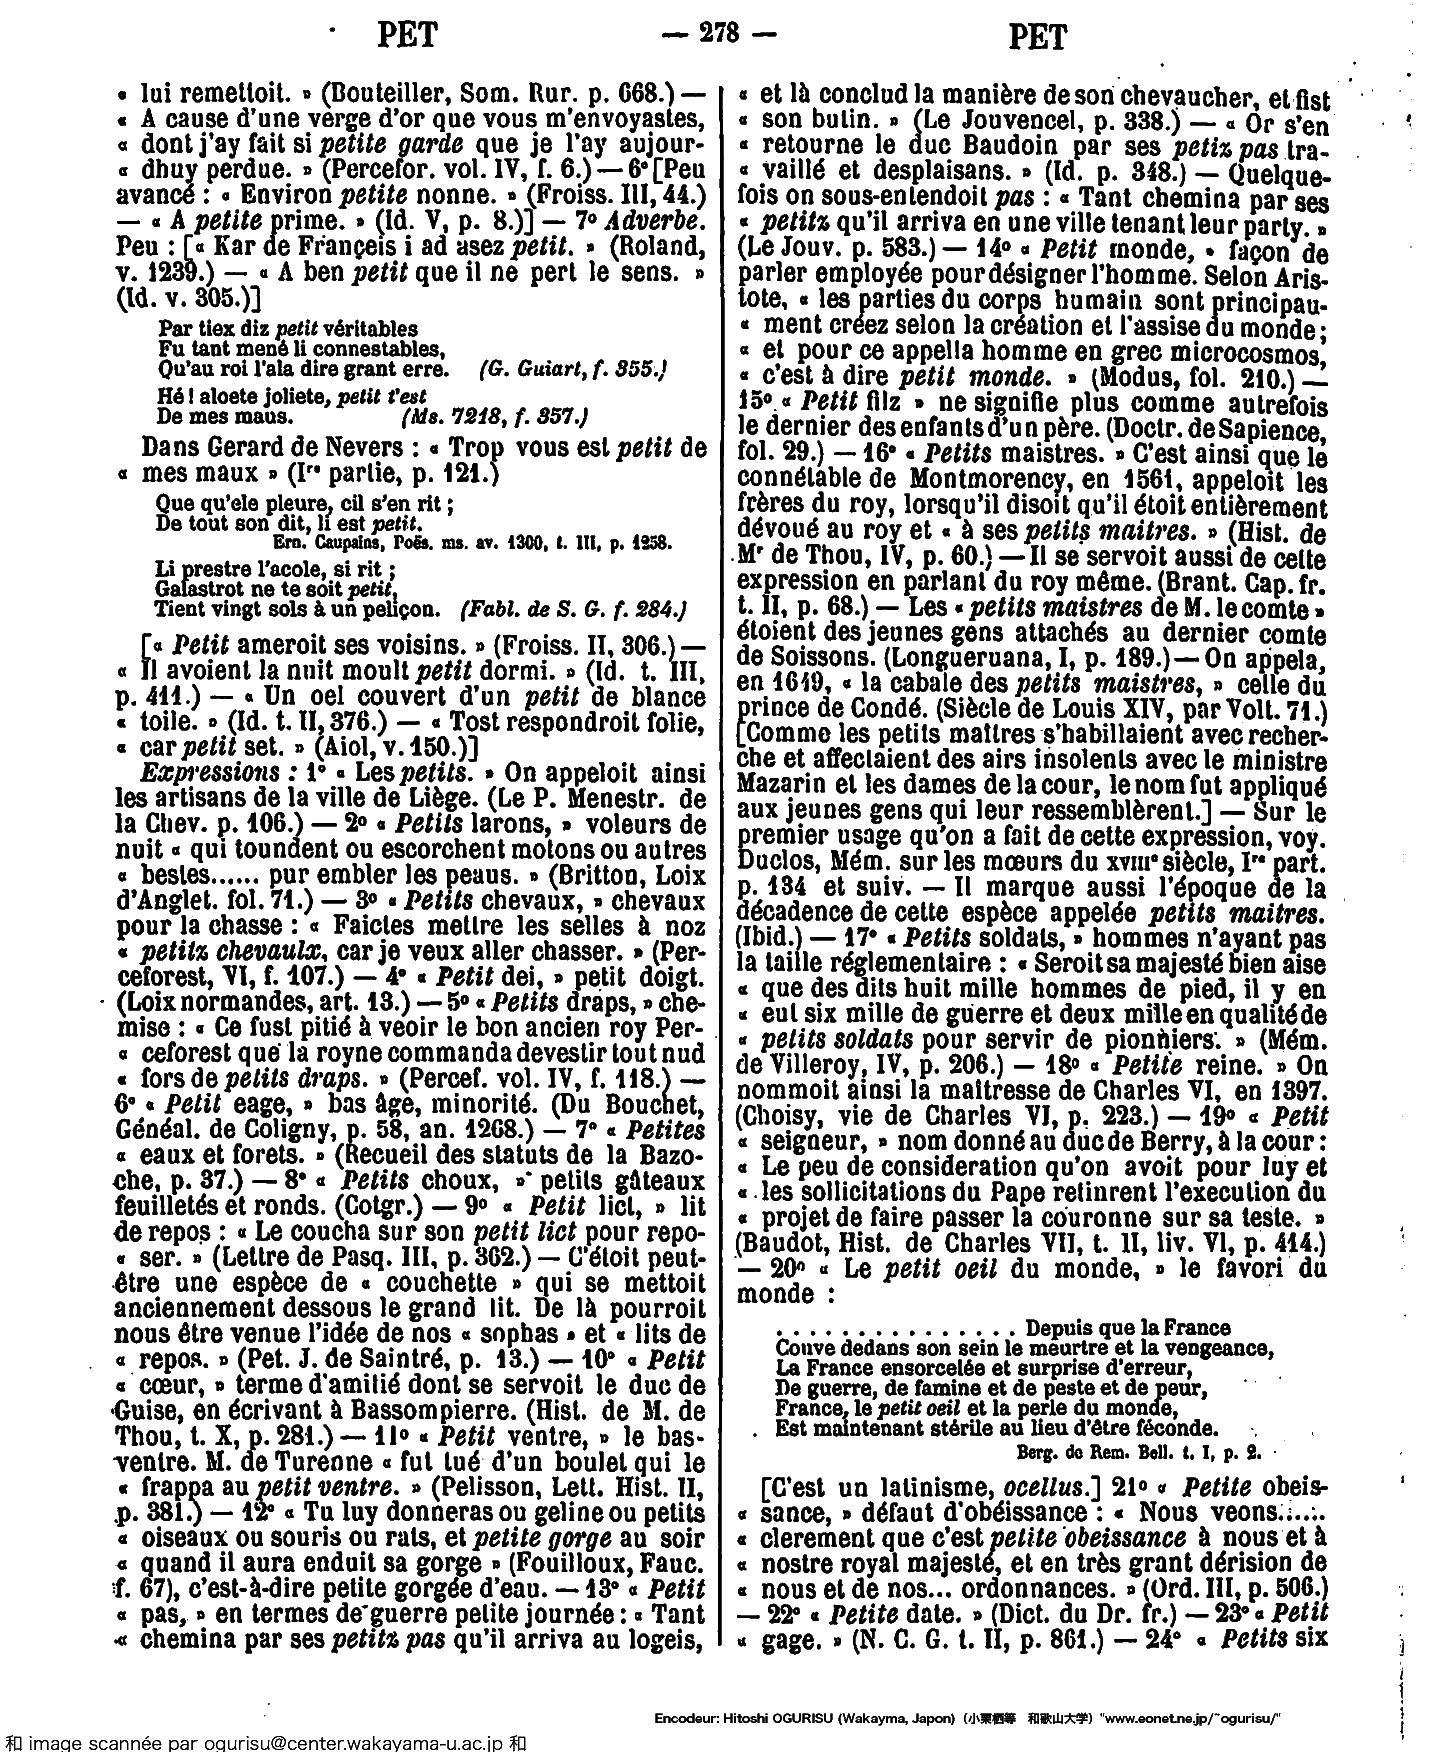 PET — 278 — PET
« lui remettoit. » (Bouteiller, Som. Rur. p. 668.) —
« A cause d'une verge d'or que vous m'envoyastes,
« dont j'ay fait si petite garde que je l'ay aujour-
« dhuy perdue. » (Percefor. vol. IV, f. 6.) — 6° [Peu
avancé : « Environ petite nonne. » (Froiss. III, 44.)
— « A petite prime. » (Id. V, p. 8.)] — 7° Adverbe.
Peu : [« Kar de Françeis i ad asez petit. » (Roland,
v. 1239.) — « A ben petit que il ne pert le sens. »
(Id. v. 305.)]
Par tiex diz petit véritables
Fu tant mené li connestables,
Qu'au roi l'ala dire grant erre. (G. Guiart, f. 355.)
Hé ! aloete joliete, petit t'est
De mes maus. (Ms. 7218, f. 357.)
Dans Gerard de Nevers : « Trop vous est petit de
« mes maux » (Ire partie, p. 121.)
Que qu'ele pleure, cil s'en rit ;
De tout son dit, li est petit.
Ern. Caupains, Poës. ms. av. 1300, t. III, p. 1258.
Li prestre l'acole, si rit ;
Galastrot ne te soit petit,
Tient vingt sols à un peliçon. (Fabl. de S. G. f. 284.)
[« Petit ameroit ses voisins. » (Froiss. II, 306.) —
« Il avoient la nuit moult petit dormi. » (Id. t. III,
p. 411.) — « Un oel couvert d'un petit de blance
« toile. » (Id. t. II, 376.) — « Tost respondroit folie,
« car petit set. » (Aiol, v. 150.)]
Expressions : 1° « Les petits. » On appeloit ainsi
les artisans de la ville de Liège. (Le P. Menestr. de
la Chev. p. 106.) — 2° « Petits larons, » voleurs de
nuit « qui toundent ou escorchent motons ou autres
« bestes...... pur embler les peaus. » (Britton, Loix
d'Anglet. fol. 71.) — 3° « Petits chevaux, » chevaux
pour la chasse : « Faictes mettre les selles à noz
« petitz chevaulx, car je veux aller chasser. » (Per-
ceforest, VI, f. 107.) — 4° « Petit dei, » petit doigt.
(Loix normandes, art. 13.) — 5° « Petits draps, » che-
mise : « Ce fust pitié à veoir le bon ancien roy Per-
« ceforest que la royne commanda devestir tout nud
« fors de petits draps. » (Percef. vol. IV, f. 118.) —
6° « Petit eage, » bas âge, minorité. (Du Bouchet,
Généal. de Coligny, p. 58, an. 1268.) — 7° « Petites
« eaux et forets. » (Recueil des statuts de la Bazo-
che, p. 37.) — 8° « Petits choux, » petits gâteaux
feuilletés et ronds. (Cotgr.) — 9° « Petit lict, » lit
de repos : « Le coucha sur son petit lict pour repo-
« ser. » (Lettre de Pasq. III, p. 362.) — C'étoit peut-
être une espèce de « couchette » qui se mettoit
anciennement dessous le grand lit. De là pourroit
nous être venue l'idée de nos « sophas » et « lits de
« repos. » (Pet. J. de Saintré, p. 13.) — 10° « Petit
« cœur, » terme d'amitié dont se servoit le duc de
Guise, en écrivant à Bassompierre. (Hist. de M. de
Thou, t. X, p. 281.) — 11° « Petit ventre, » le bas-
ventre. M. de Turenne « fut tué d'un boulet qui le
« frappa au petit ventre. » (Pelisson, Lett. Hist. II,
p. 381.) — 12° « Tu luy donneras ou geline ou petits
« oiseaux ou souris ou rats, et petite gorge au soir
« quand il aura enduit sa gorge » (Fouilloux, Fauc.
f. 67), c'est-à-dire petite gorgée d'eau. — 13° « Petit
« pas, » en termes de guerre petite journée : « Tant
« chemina par ses petitz pas qu'il arriva au logeis,
« et là conclud la manière de son chevaucher, et fist
« son butin. » (Le Jouvencel, p. 338.) — « Or s'en
« retourne le duc Baudoin par ses petiz pas tra-
« vaillé et desplaisans. » (Id. p. 348.) — Quelque-
fois on sous-entendoit pas : « Tant chemina par ses
« petitz qu'il arriva en une ville tenant leur party. »
(Le Jouv. p. 583.) — 14° « Petit monde, » façon de
parler employée pour désigner l'homme. Selon Aris-
tote, « les parties du corps humain sont principau-
« ment créez selon la création et l'assise du monde ;
« et pour ce appella homme en grec microcosmos,
« c'est à dire petit monde. » (Modus, fol. 210.) —
15° « Petit filz » ne signifie plus comme autrefois
le dernier des enfants d'un père. (Doctr. de Sapience,
fol. 29.) — 16° « Petits maistres. » C'est ainsi que le
connétable de Montmorency, en 1561, appeloit les
frères du roy, lorsqu'il disoit qu'il étoit entièrement
dévoué au roy et « à ses petits maitres. » (Hist. de
Mr de Thou, IV, p. 60.) — Il se servoit aussi de cette
expression en parlant du roy même. (Brant. Cap. fr.
t. II, p. 68.) — Les « petits maistres de M. le comte »
étoient des jeunes gens attachés au dernier comte
de Soissons. (Longueruana, I, p. 189.) — On appela,
en 1649, « la cabale des petits maistres, » celle du
prince de Condé. (Siècle de Louis XIV, par Volt. 71.)
[Comme les petits maîtres s'habillaient avec recher-
che et affectaient des airs insolents avec le ministre
Mazarin et les dames de la cour, le nom fut appliqué
aux jeunes gens qui leur ressemblèrent.] — Sur le
premier usage qu'on a fait de cette expression, voy.
Duclos, Mém. sur les mœurs du XVIIIe siècle, Ire part.
p. 134 et suiv. — Il marque aussi l'époque de la
décadence de cette espèce appelée petits maitres.
(Ibid.) — 17° « Petits soldats, » hommes n'ayant pas
la taille réglementaire : « Seroit sa majesté bien aise
« que des dits huit mille hommes de pied, il y en
« eut six mille de guerre et deux mille en qualité de
« petits soldats pour servir de pionniers. » (Mém.
de Villeroy, IV, p. 206.) — 18° « Petite reine. » On
nommoit ainsi la maîtresse de Charles VI, en 1397.
(Choisy, vie de Charles VI, p. 223.) — 19° « Petit
« seigneur, » nom donné au duc de Berry, à la cour :
« Le peu de consideration qu'on avoit pour luy et
« les sollicitations du Pape retinrent l'execution du
« projet de faire passer la couronne sur sa teste. »
(Baudot, Hist. de Charles VII, t. II, liv. VI, p. 414.)
— 20° « Le petit oeil du monde, » le favori du
monde :
. . . . . . . . . . . . . . . . Depuis que la France
Couve dedans son sein le meurtre et la vengeance,
La France ensorcelée et surprise d'erreur,
De guerre, de famine et de peste et de peur,
France, le petit oeil et la perle du monde,
Est maintenant stérile au lieu d'être féconde.
Berg. de Rem. Bell. t. I, p. 2.
[C'est un latinisme, ocellus.] 21° « Petite obeis-
« sance, » défaut d'obéissance : « Nous veons......
« clerement que c'est petite obeissance à nous et à
« nostre royal majesté, et en très grant dérision de
« nous et de nos... ordonnances. » (Ord. III, p. 506.)
— 22° « Petite date. » (Dict. du Dr. fr.) — 23° « Petit
« gage. » (N. C. G. t. II, p. 861.) — 24° « Petits six
Encodeur: Hitoshi OGURISU (Wakayma, Japon) (小栗栖等 和歌山大学) "www.eonet.ne.jp/~ogurisu/"
和 image scannée par ogurisu@center.wakayama-u.ac.jp 和